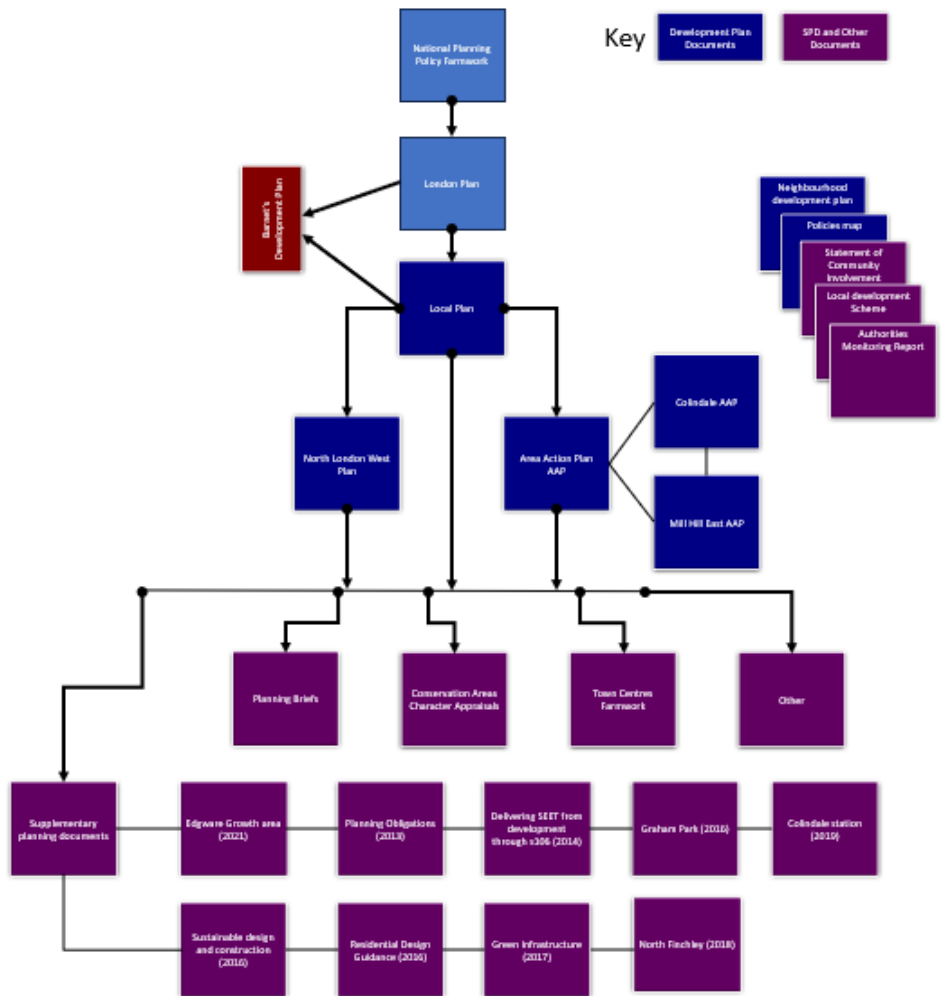 Key
Development Plan
Documents
SPD and Other
Documents
National Planning
Policy Farmwork
London Plan
Barnet's
Development Plan
Local Plan
Neighbourhood
development plan
Policies map
Statement of
Community
Involvement
Local development
Scheme
Authorities
Monitoring Report
North London West
Plan
Area Action Plan
AAP
Colindale AAP
Mill Hill East AAP
Planning Briefs
Conservation Areas
Character Appraisals
Town Centres
Farmwork
Other
Supplementary
planning documents
Edgware Growth area
(2021)
Planning Obligations
(2013)
Delivering SEET from
development
through s106 (2014)
Graham Park (2016)
Colindale station
(2019)
Sustainable design
and construction
(2016)
Residential Design
Guidance (2016)
Green Infrastructure
(2017)
North Finchley (2018)